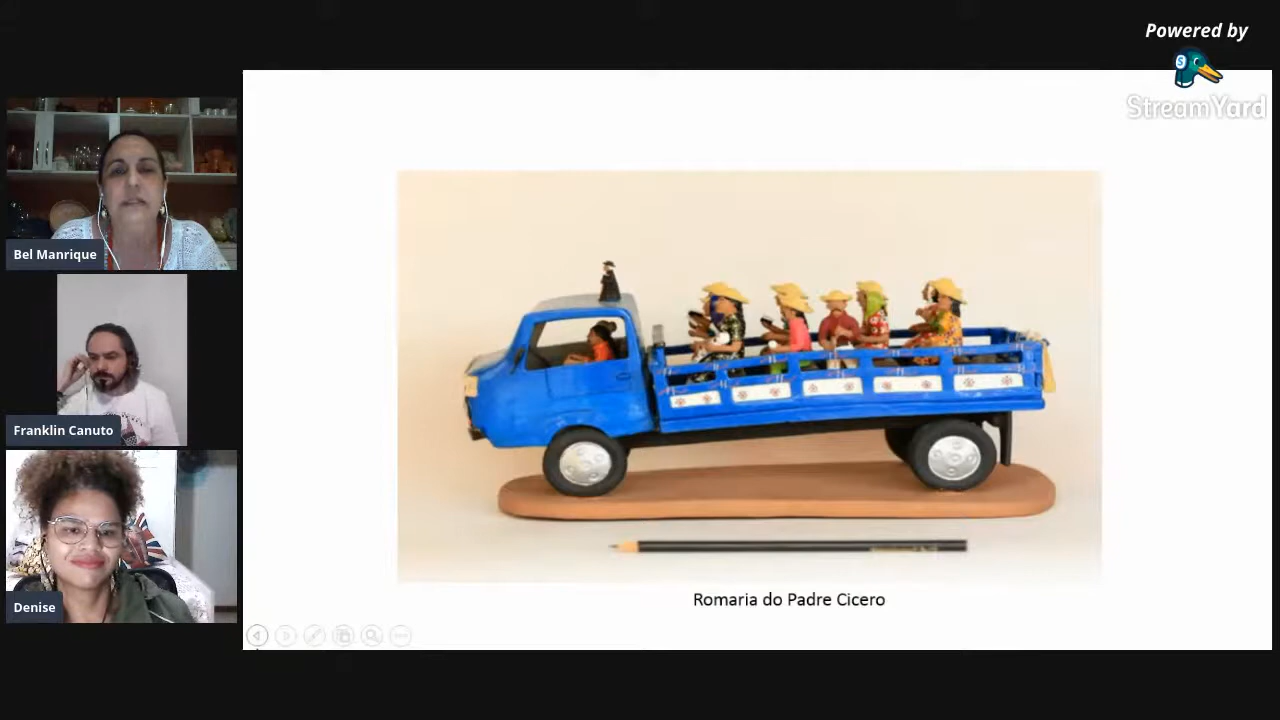 Powered by
StreamYard
Bel Manrique
Franklin Canuto
Denise
Romaria do Padre Cicero